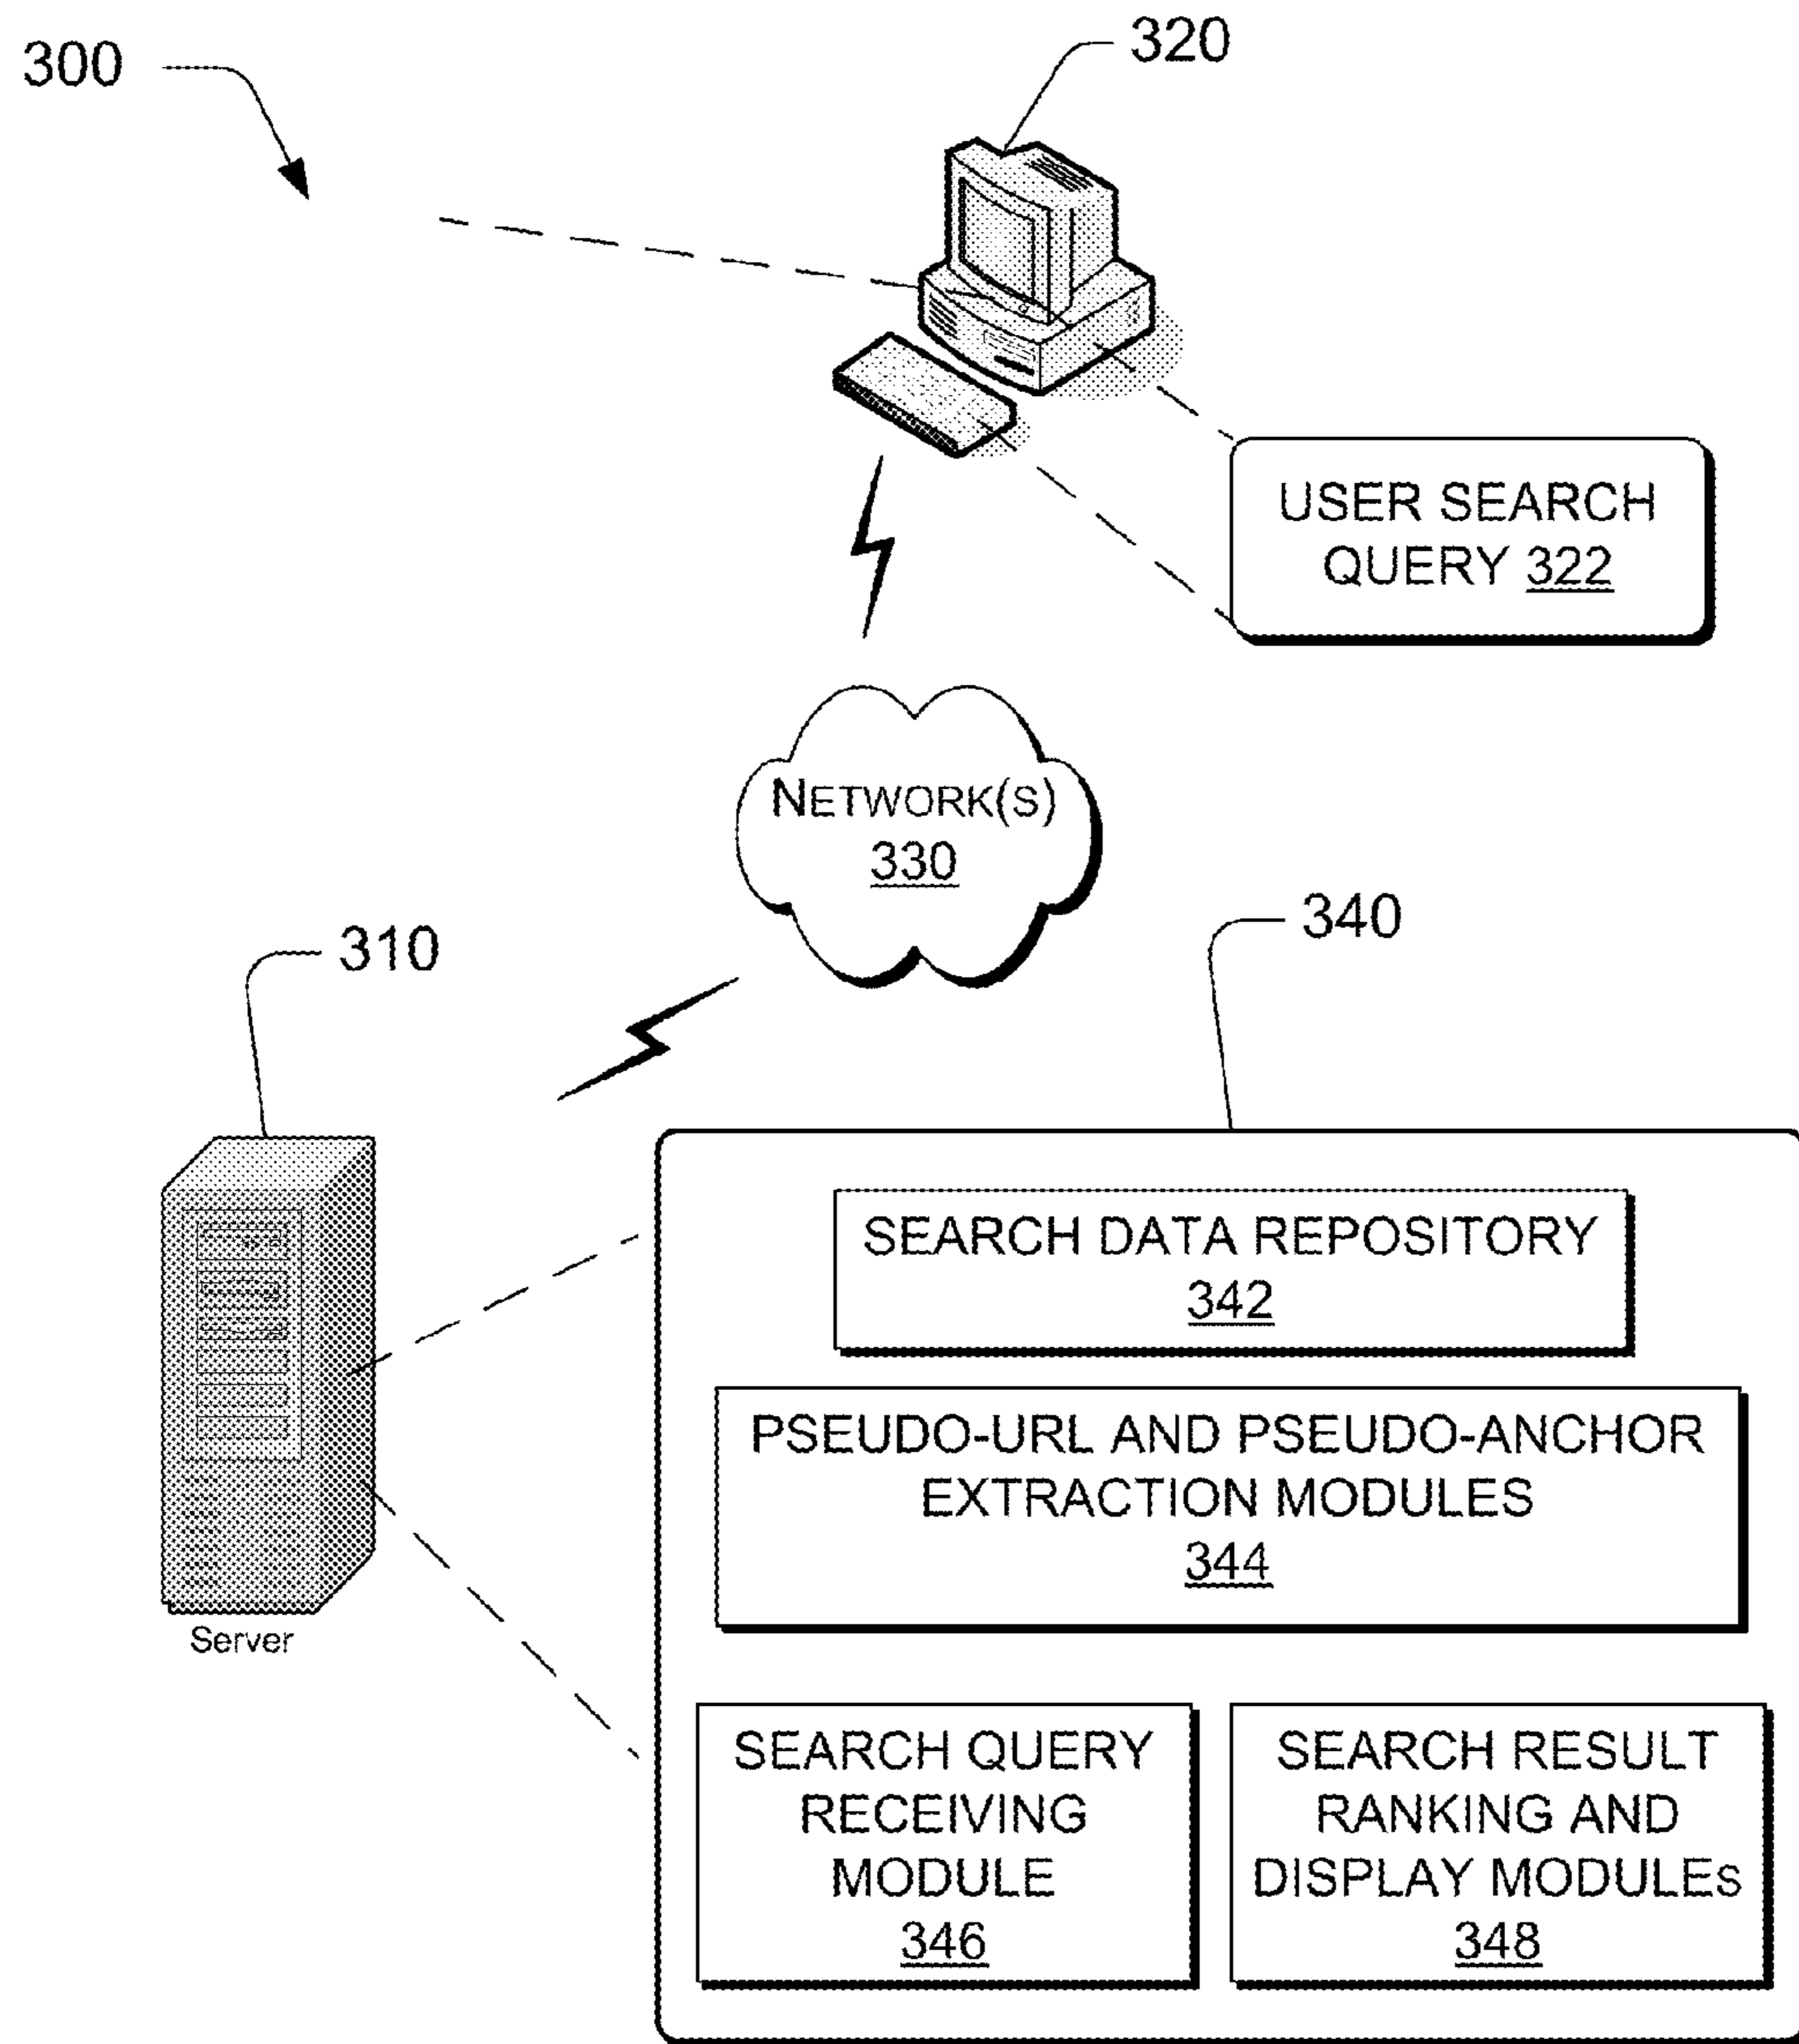 300
320
USER SEARCH
QUERY 322
NETWORK(S)
330
310
340
Server
SEARCH DATA REPOSITORY
342
PSEUDO-URL AND PSEUDO-ANCHOR
EXTRACTION MODULES
344
SEARCH QUERY
RECEIVING
MODULE
346
SEARCH RESULT
RANKING AND
DISPLAY MODULEs
348